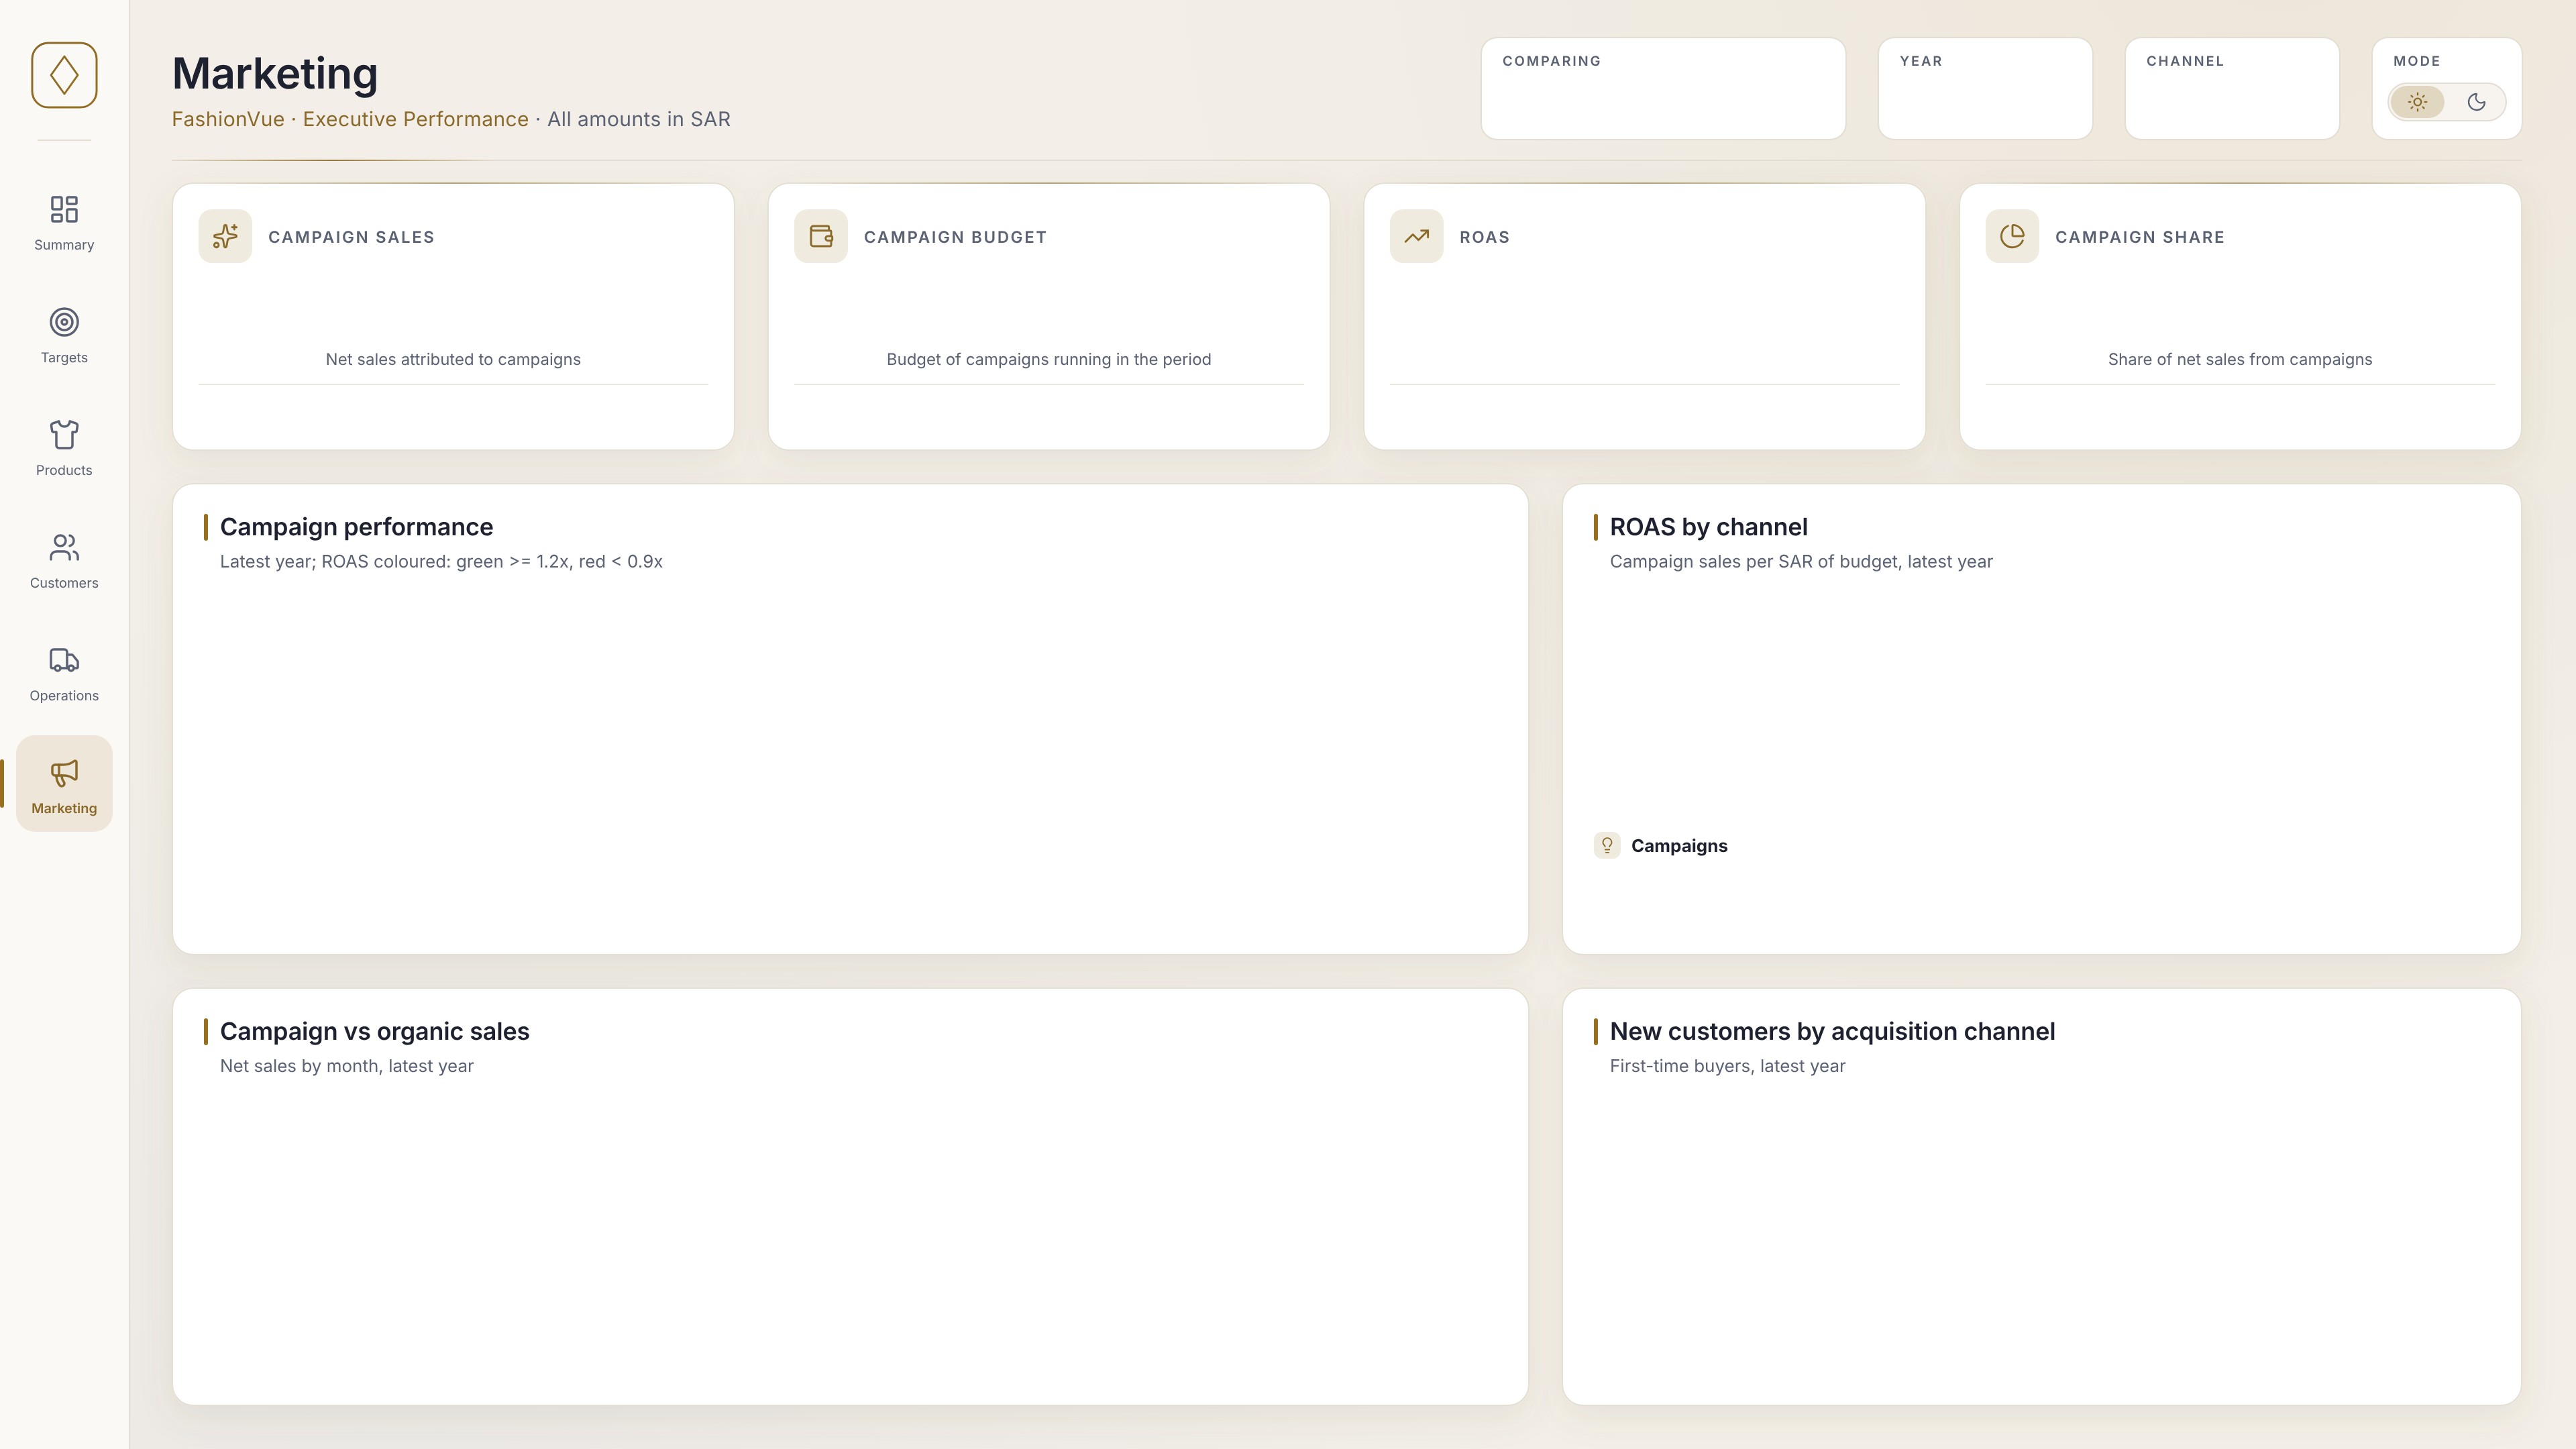 Marketing
FashionVue · Executive Performance · All amounts in SAR
COMPARING
YEAR
CHANNEL
MODE
Summary
Targets
Products
Customers
Operations
Marketing
CAMPAIGN SALES
Net sales attributed to campaigns
CAMPAIGN BUDGET
Budget of campaigns running in the period
ROAS
CAMPAIGN SHARE
Share of net sales from campaigns
Campaign performance
Latest year; ROAS coloured: green >= 1.2x, red < 0.9x
ROAS by channel
Campaign sales per SAR of budget, latest year
Campaigns
Campaign vs organic sales
Net sales by month, latest year
New customers by acquisition channel
First-time buyers, latest year